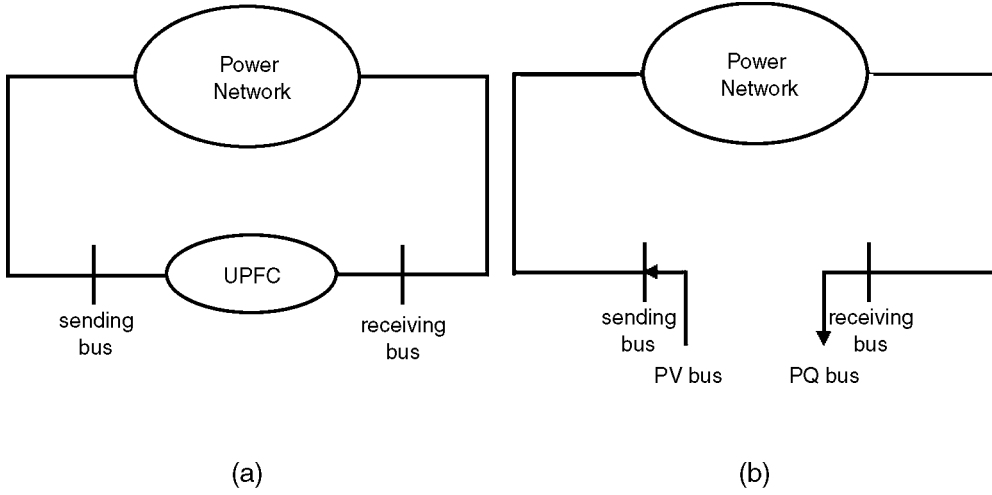 Power
Network
UPFC
sending
bus
receiving
bus
(a)
Power
Network
sending
bus
receiving
bus
PV bus
PQ bus
(b)